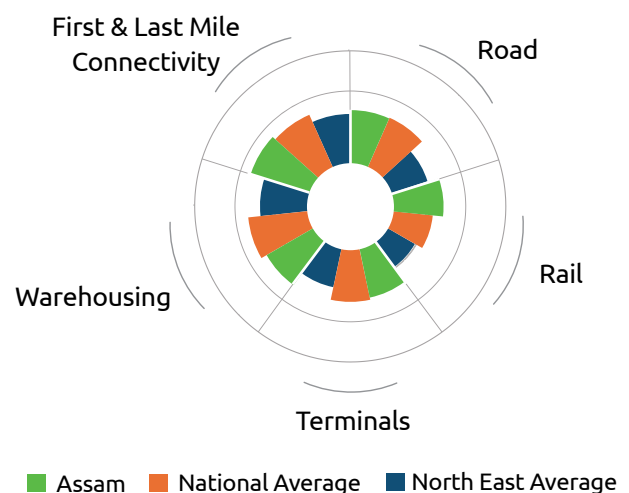 First & Last Mile
Connectivity
Road
Rail
Warehousing
Terminals
Assam
National Average
North East Average